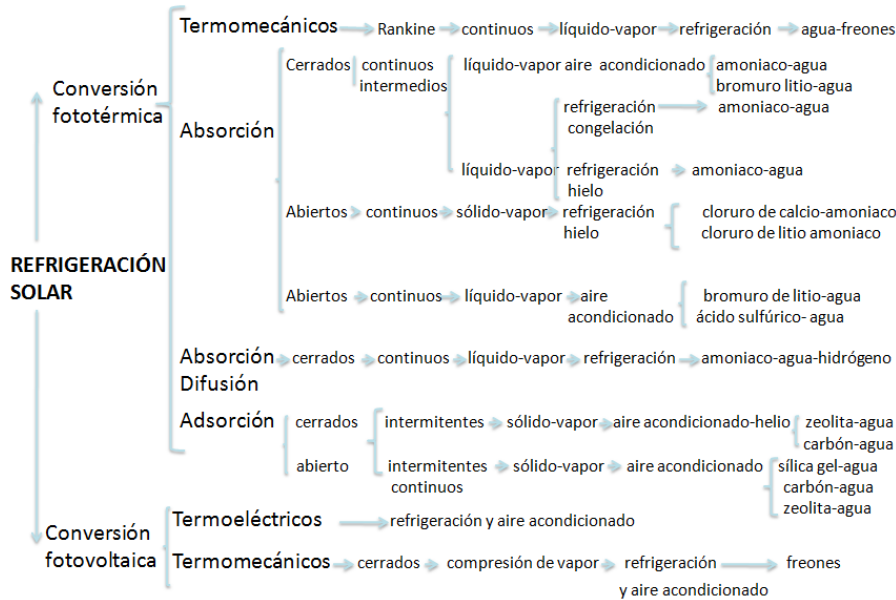 Termomecánicos Rankine continuos líquido-vapor refrigeración agua-freones
Cerrados continuos líquido-vapor aire acondicionado amoniaco-agua
intermedios bromuro litio-agua
Conversión
fototérmica
refrigeración amoniaco-agua
congelación
Absorción
líquido-vapor refrigeración amoniaco-agua
hielo
Abiertos continuos sólido-vapor refrigeración cloruro de calcio-amoniaco
hielo cloruro de litio amoniaco
REFRIGERACIÓN
SOLAR
Abiertos continuos líquido-vapor aire bromuro de litio-agua
acondicionado ácido sulfúrico- agua
Absorción cerrados continuos líquido-vapor refrigeración amoniaco-agua-hidrógeno
Difusión
Adsorción cerrados intermitentes sólido-vapor aire acondicionado-helio zeolita-agua
carbón-agua
abierto intermitentes sólido-vapor aire acondicionado sílica gel-agua
continuos carbón-agua
zeolita-agua
Conversión
fotovoltaica
Termoeléctricos refrigeración y aire acondicionado
Termomecánicos cerrados compresión de vapor refrigeración freones
y aire acondicionado